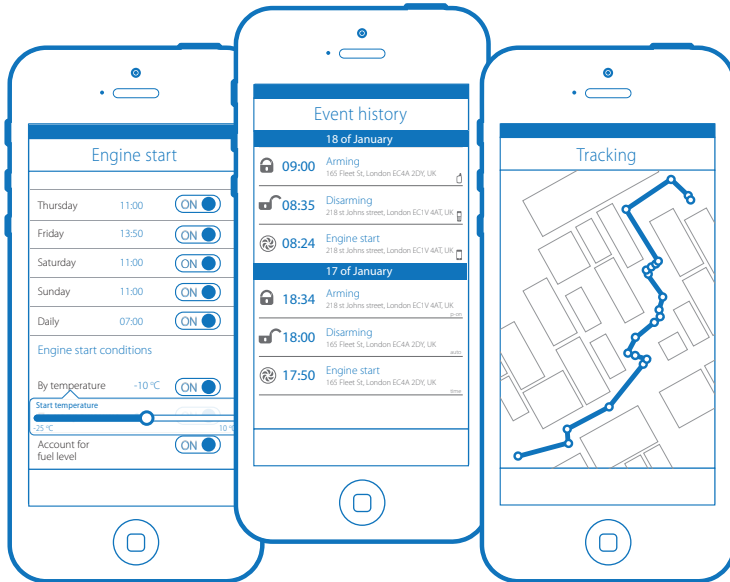 Engine start
Thursday 11:00 ON
Friday 13:50 ON
Saturday 11:00 ON
Sunday 11:00 ON
Daily 07:00 ON
Engine start conditions
By temperature -10 ºC ON
Start temperature
-25 ºC 10 ºC
Account for
fuel level ON
Event history
18 of January
09:00 Arming
165 Fleet St, London EC4A 2DY, UK
08:35 Disarming
218 st Johns street, London EC1V 4AT, UK
08:24 Engine start
218 st Johns street, London EC1V 4AT, UK
17 of January
18:34 Arming
218 st Johns street, London EC1V 4AT, UK
p-on
18:00 Disarming
165 Fleet St, London EC4A 2DY, UK
auto
17:50 Engine start
165 Fleet St, London EC4A 2DY, UK
time
Tracking